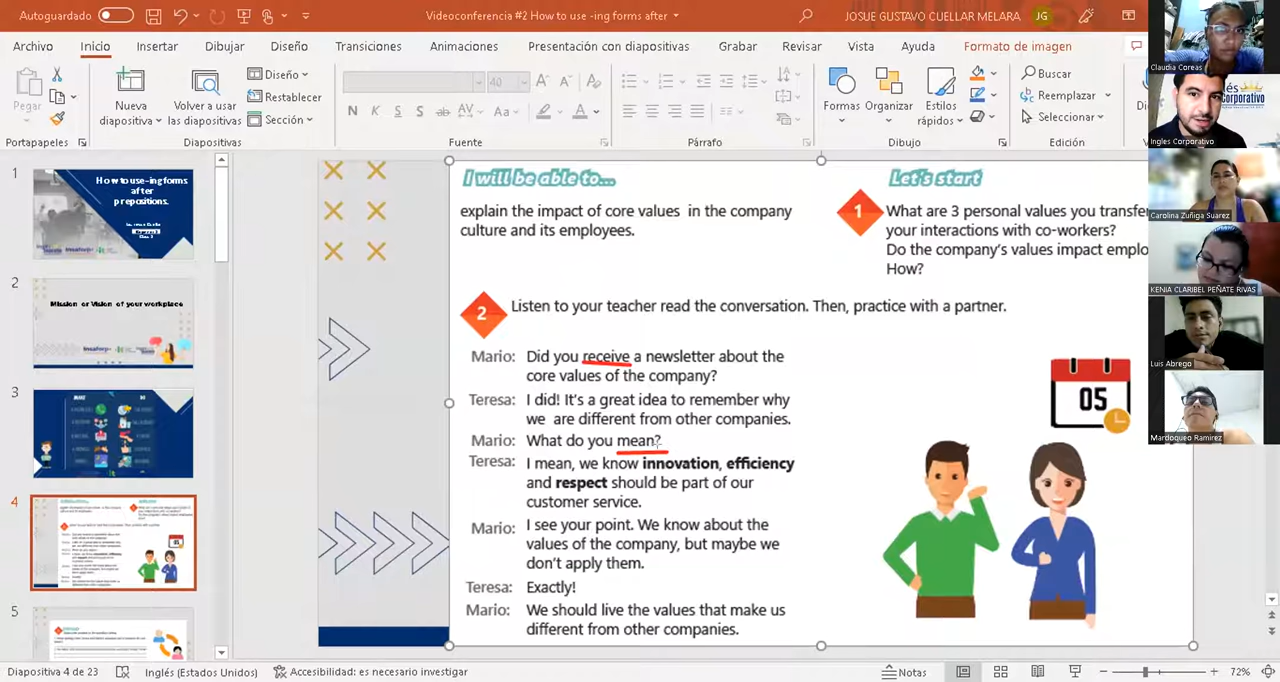 Autoguardado
Videoconferencia #2 How to use -ing forms after
JOSUE GUSTAVO CUELLAR MELARA
JG
Archivo
Inicio
Insertar
Dibujar
Diseño
Transiciones
Animaciones
Presentación con diapositivas
Grabar
Revisar
Vista
Ayuda
Formato de imagen
Pegar
Nueva diapositiva
Volver a usar las diapositivas
Diseño
Restablecer
Sección
N K S S ab AV Aa A
Formas
Organizar
Estilos rápidos
Buscar
Reemplazar
Seleccionar
Portapapeles
Diapositivas
Fuente
Párrafo
Dibujo
Edición
Claudia Coreas
Ingles Corporativo
Carolina Zuñiga Suarez
KENIA CLARIBEL PEÑATE RIVAS
Luis Abrego
Mardoqueo Ramirez
1
How to use -ing forms
after
prepositions.
2
Mission or Vision of your workplace
3
4
5
I will be able to...
explain the impact of core values in the company
culture and its employees.
Let's start
1
What are 3 personal values you transfe
your interactions with co-workers?
Do the company's values impact emplo
How?
2
Listen to your teacher read the conversation. Then, practice with a partner.
Mario: Did you receive a newsletter about the
core values of the company?
Teresa: I did! It's a great idea to remember why
we are different from other companies.
Mario: What do you mean?
Teresa: I mean, we know innovation, efficiency
and respect should be part of our
customer service.
Mario: I see your point. We know about the
of the company, but maybe we
don't apply them.
Teresa: Exactly!
Mario: We should live the values that make us
different from other companies.
05
Diapositiva 4 de 23
Inglés (Estados Unidos)
Accesibilidad: es necesario investigar
Notas
72%